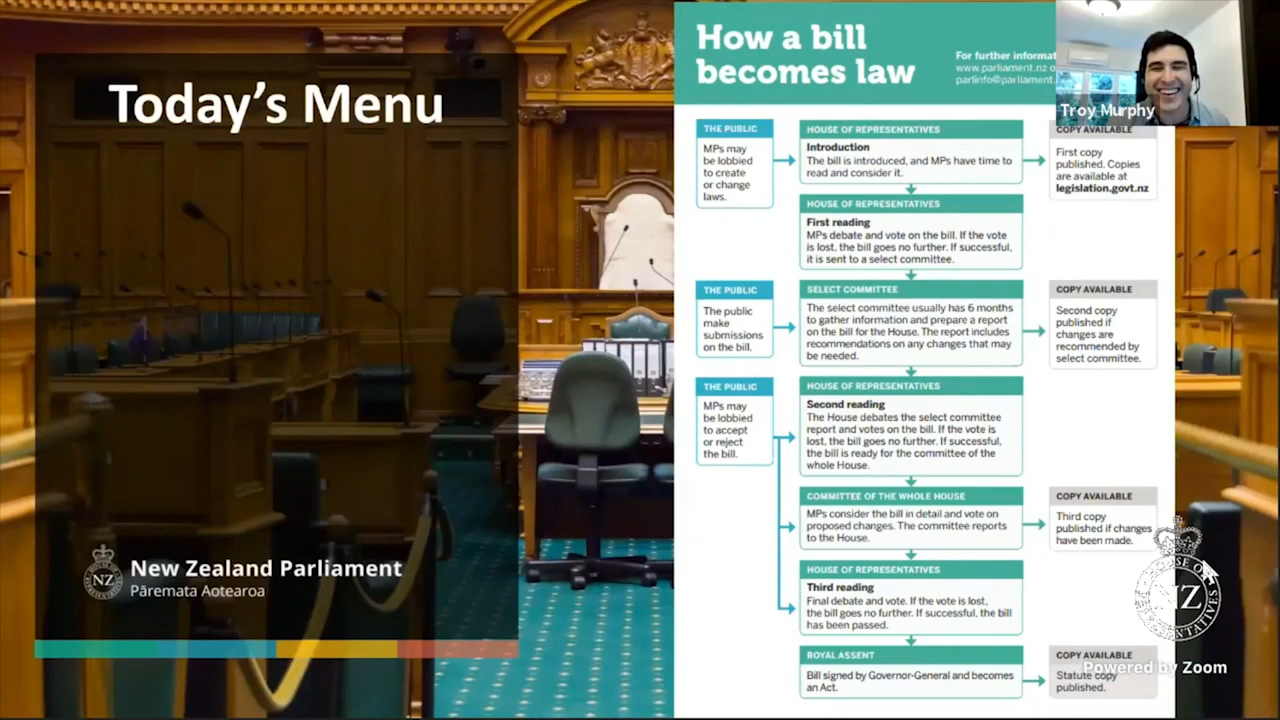 Today's Menu
New Zealand Parliament
Pāremata Aotearoa
How a bill
becomes law
For further
www.parliament.nz
Troy Murphy
THE PUBLIC
MPs may
be lobbied
to create
or change
laws.
HOUSE OF REPRESENTATIVES
Introduction
The bill is introduced, and MPs have time to
read and consider it.
COPY AVAILABLE
First copy
published. Copies
are available at
legislation.govt.nz
HOUSE OF REPRESENTATIVES
First reading
MPs debate and vote on the bill. If the vote
is lost, the bill goes no further. If successful,
it is sent to a select committee.
THE PUBLIC
The public
make
submissions
on the bill.
SELECT COMMITTEE
The select committee usually has 6 months
to gather information and prepare a report
on the bill for the House. The report includes
recommendations on any changes that may
be needed.
COPY AVAILABLE
Second copy
published if
changes are
recommended by
select committee.
THE PUBLIC
MPs may
be lobbied
to accept
or reject
the bill.
HOUSE OF REPRESENTATIVES
Second reading
The House debates the select committee
report and votes on the bill. If the vote is
lost, the bill goes no further. If successful,
the bill is ready for the committee of the
whole House.
COMMITTEE OF THE WHOLE HOUSE
MPs consider the bill in detail and vote on
proposed changes. The committee reports
to the House.
COPY AVAILABLE
Third copy
published if changes
have been made.
HOUSE OF REPRESENTATIVES
Third reading
Final debate and vote. If the vote is lost,
the bill goes no further. If successful, the bill
has been passed.
ROYAL ASSENT
Bill signed by Governor-General and becomes
an Act.
COPY AVAILABLE
Statute copy
published.
NZ
NZ
Powered by Zoom